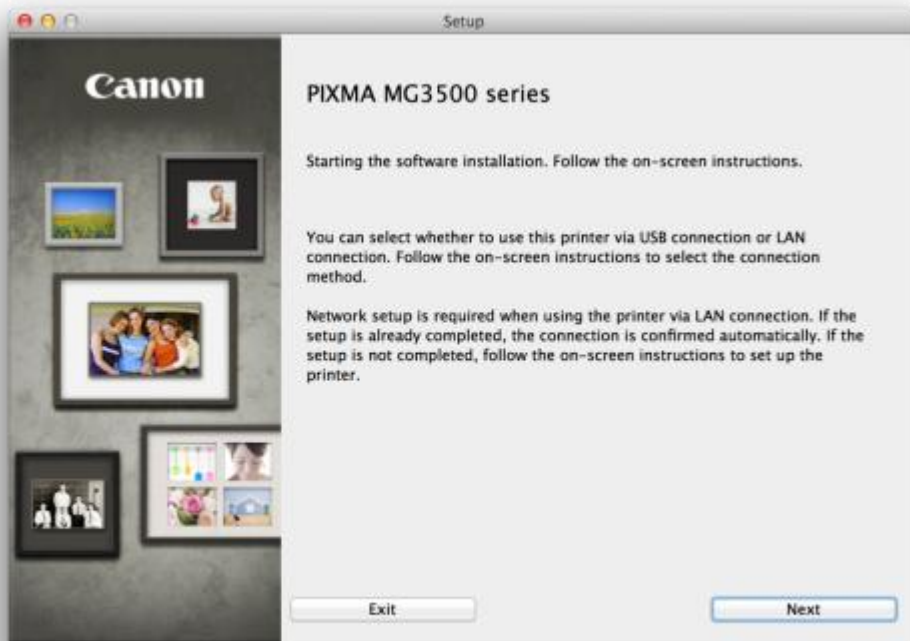 Setup
Canon
PIXMA MG3500 series
Starting the software installation. Follow the on-screen instructions.
You can select whether to use this printer via USB connection or LAN
connection. Follow the on-screen instructions to select the connection
method.
Network setup is required when using the printer via LAN connection. If the
setup is already completed, the connection is confirmed automatically. If the
setup is not completed, follow the on-screen instructions to set up the
printer.
Exit
Next